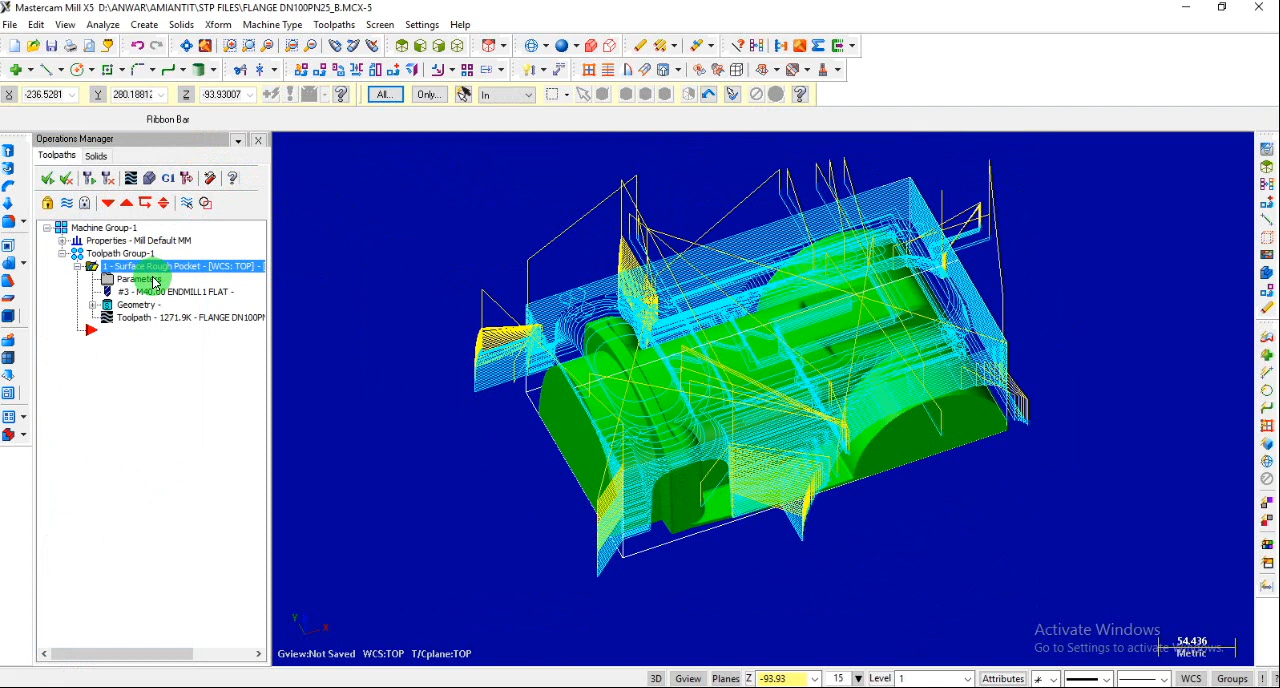 Mastercam Mill X5 D:\ANWAR\AMIANTIT\STP FILES\FLANGE DN100PN25_B.MCX-5
File Edit View Analyze Create Solids Xform Machine Type Toolpaths Screen Settings Help
X -236.5281 Y 280.18812 Z -93.93007 All... Only... In
Ribbon Bar
Operations Manager
Toolpaths Solids
G1
Machine Group-1
Properties - Mill Default MM
Toolpath Group-1
1 - Surface Rough Pocket - [WCS: TOP] -
Parameters
#3 - M40.00 ENDMILL1 FLAT -
Geometry -
Toolpath - 1271.9K - FLANGE DN100PN
Y
X
Gview:Not Saved WCS:TOP T/Cplane:TOP
Activate Windows
Go to Settings to activate Windows.
54.436
Metric
3D Gview Planes Z -93.93 15 Level 1 Attributes WCS Groups ! ?